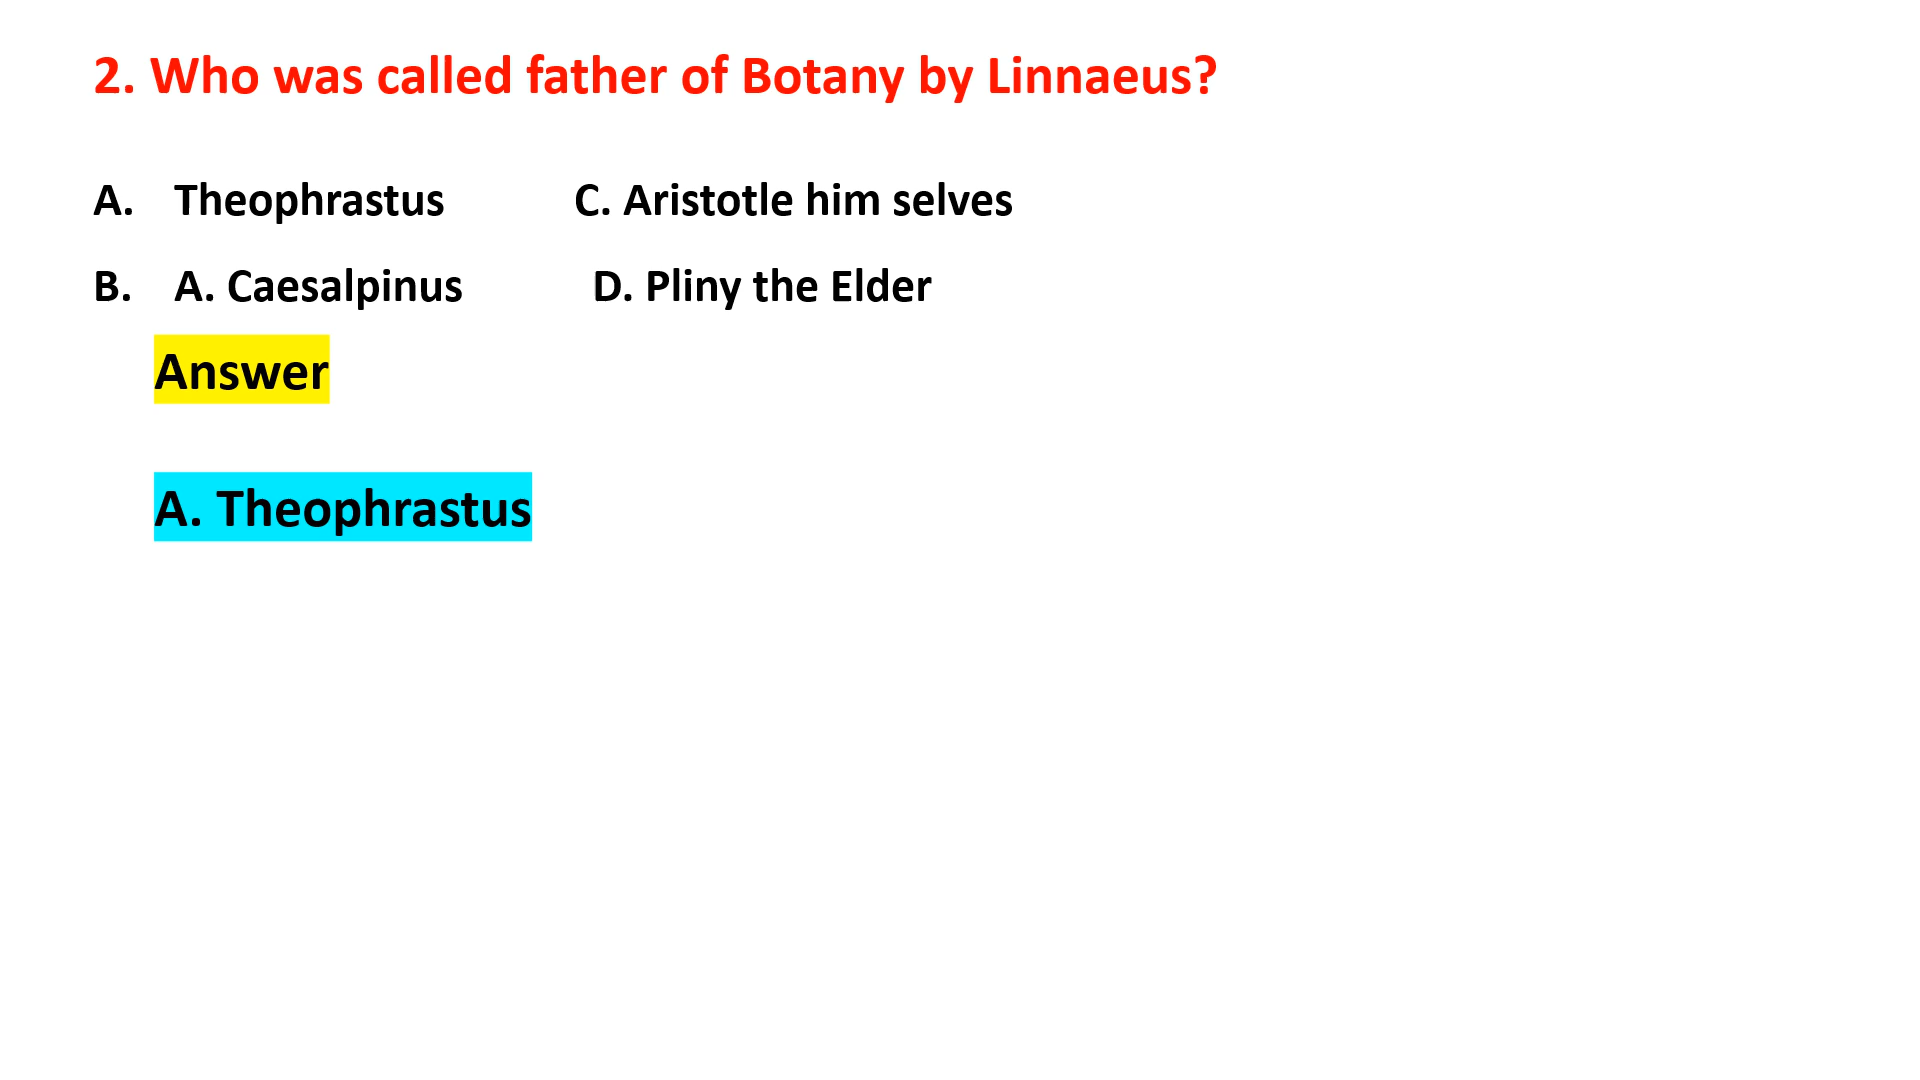 2. Who was called father of Botany by Linnaeus?
A. Theophrastus C. Aristotle him selves
B. A. Caesalpinus D. Pliny the Elder
Answer
A. Theophrastus